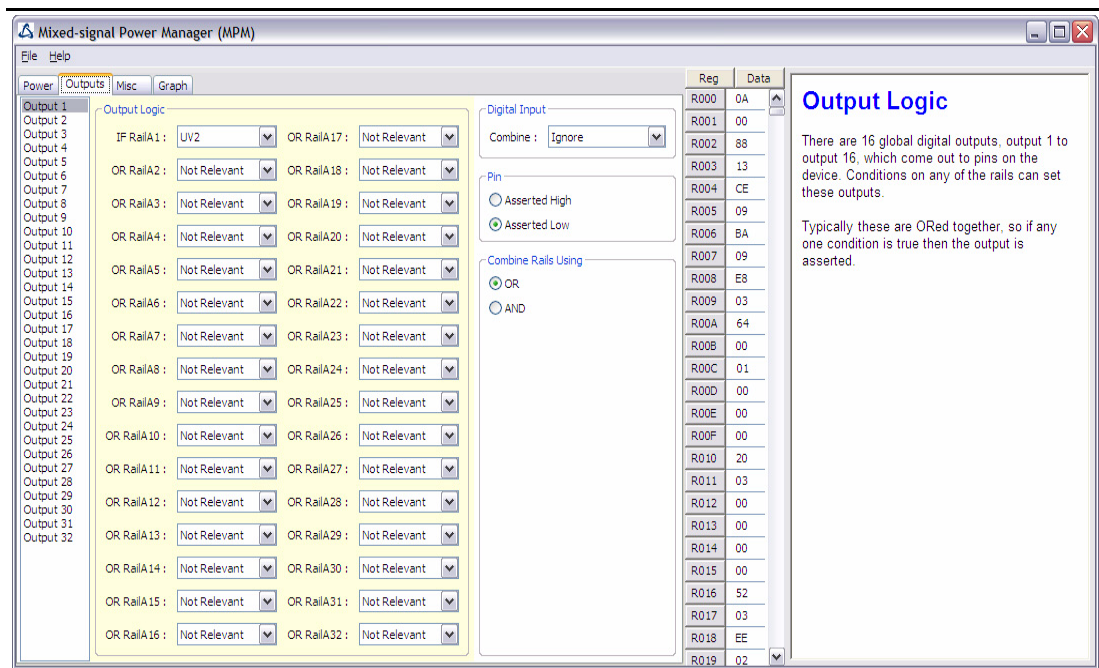 Mixed-signal Power Manager (MPM)
File Help
Power Outputs Misc Graph
Output 1
Output 2
Output 3
Output 4
Output 5
Output 6
Output 7
Output 8
Output 9
Output 10
Output 11
Output 12
Output 13
Output 14
Output 15
Output 16
Output 17
Output 18
Output 19
Output 20
Output 21
Output 22
Output 23
Output 24
Output 25
Output 26
Output 27
Output 28
Output 29
Output 30
Output 31
Output 32
Output Logic
IF RailA1 : UV2 OR RailA17 : Not Relevant
OR RailA2 : Not Relevant OR RailA18 : Not Relevant
OR RailA3 : Not Relevant OR RailA19 : Not Relevant
OR RailA4 : Not Relevant OR RailA20 : Not Relevant
OR RailA5 : Not Relevant OR RailA21 : Not Relevant
OR RailA6 : Not Relevant OR RailA22 : Not Relevant
OR RailA7 : Not Relevant OR RailA23 : Not Relevant
OR RailA8 : Not Relevant OR RailA24 : Not Relevant
OR RailA9 : Not Relevant OR RailA25 : Not Relevant
OR RailA10 : Not Relevant OR RailA26 : Not Relevant
OR RailA11 : Not Relevant OR RailA27 : Not Relevant
OR RailA12 : Not Relevant OR RailA28 : Not Relevant
OR RailA13 : Not Relevant OR RailA29 : Not Relevant
OR RailA14 : Not Relevant OR RailA30 : Not Relevant
OR RailA15 : Not Relevant OR RailA31 : Not Relevant
OR RailA16 : Not Relevant OR RailA32 : Not Relevant
Digital Input
Combine : Ignore
Pin
Asserted High
Asserted Low
Combine Rails Using
OR
AND
Reg Data
R000 0A
R001 00
R002 88
R003 13
R004 CE
R005 09
R006 BA
R007 09
R008 E8
R009 03
R00A 64
R00B 00
R00C 01
R00D 00
R00E 00
R00F 00
R010 20
R011 03
R012 00
R013 00
R014 00
R015 00
R016 52
R017 03
R018 EE
R019 02
Output Logic
There are 16 global digital outputs, output 1 to
output 16, which come out to pins on the
device. Conditions on any of the rails can set
these outputs.
Typically these are ORed together, so if any
one condition is true then the output is
asserted.